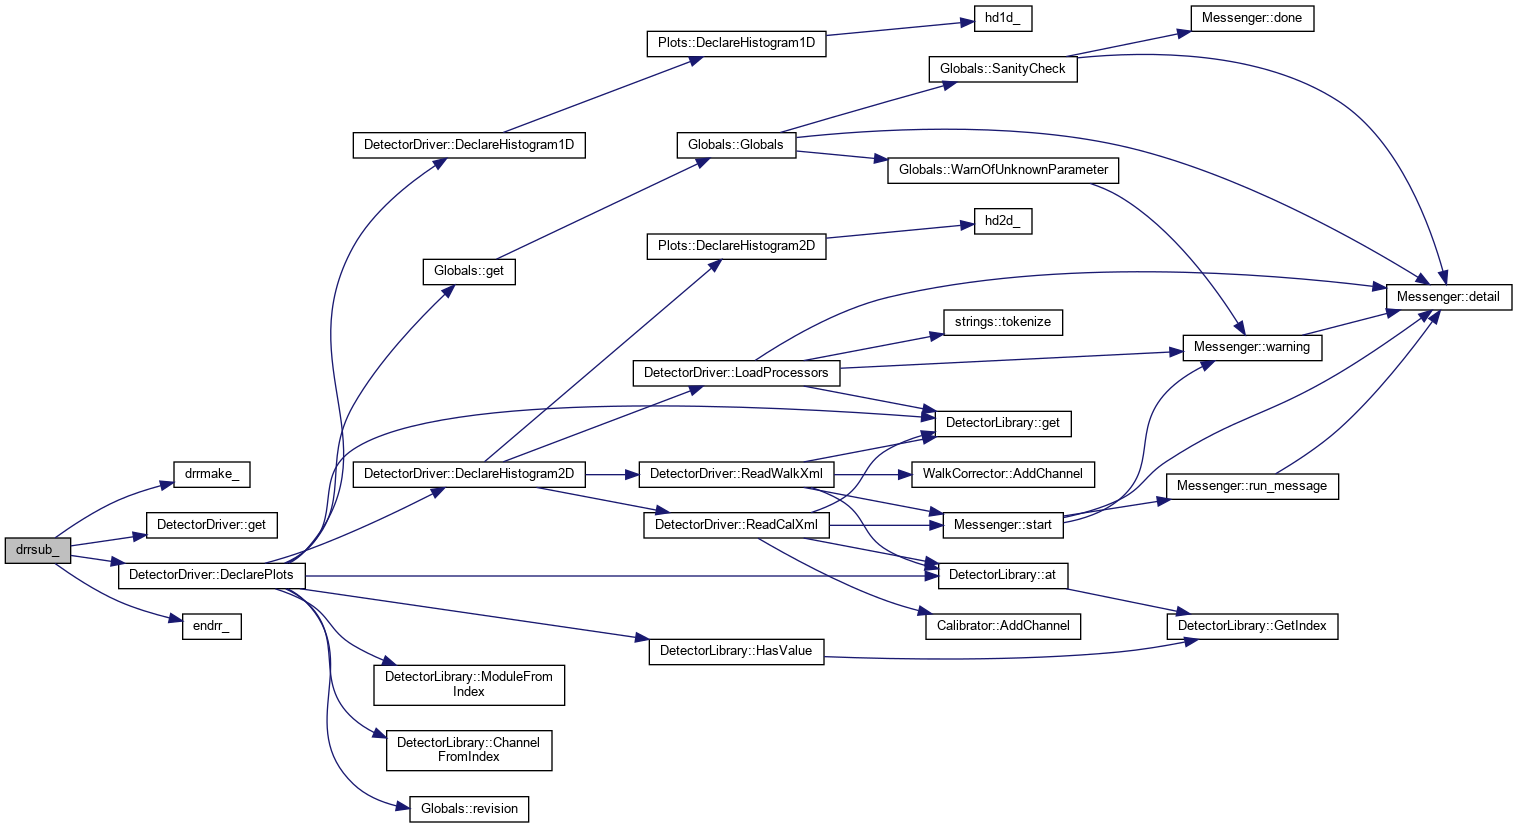 hd1d_
Messenger::done
Plots::DeclareHistogram1D
Globals::SanityCheck
DetectorDriver::DeclareHistogram1D
Globals::Globals
Globals::WarnOfUnknownParameter
hd2d_
Plots::DeclareHistogram2D
Globals::get
Messenger::detail
strings::tokenize
Messenger::warning
DetectorDriver::LoadProcessors
DetectorLibrary::get
drrmake_
DetectorDriver::DeclareHistogram2D
DetectorDriver::ReadWalkXml
WalkCorrector::AddChannel
Messenger::run_message
DetectorDriver::get
DetectorDriver::ReadCalXml
Messenger::start
drrsub_
DetectorDriver::DeclarePlots
DetectorLibrary::at
endrr_
Calibrator::AddChannel
DetectorLibrary::GetIndex
DetectorLibrary::HasValue
DetectorLibrary::ModuleFrom
Index
DetectorLibrary::Channel
FromIndex
Globals::revision